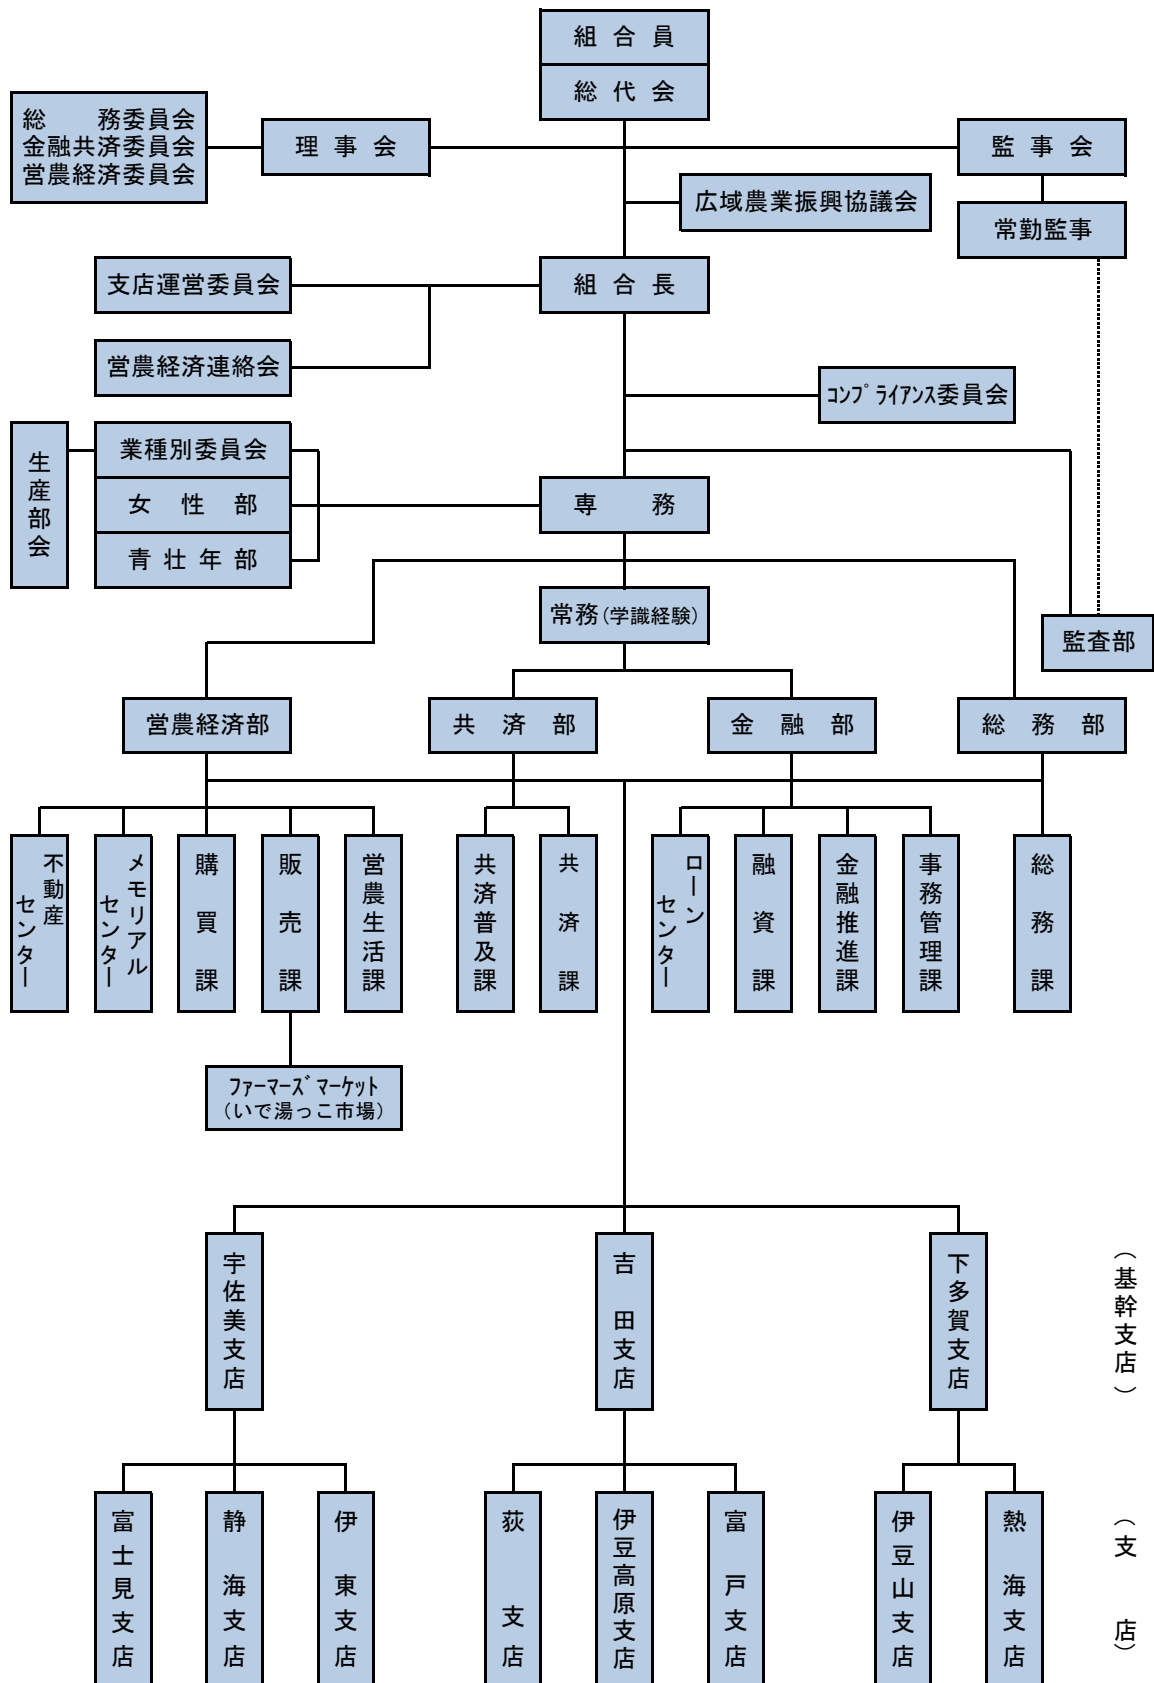 組合員
総代会
総務委員会
金融共済委員会
営農経済委員会
理事会
監事会
広域農業振興協議会
常勤監事
支店運営委員会
組合長
営農経済連絡会
ｺﾝﾌﾟﾗｲｱﾝｽ委員会
生産部会
業種別委員会
女性部
青壮年部
専務
常務(学識経験)
監査部
営農経済部
共済部
金融部
総務部
不動産
センター
メモリアル
センター
購買課
販売課
営農生活課
共済普及課
共済課
ローン
センター
融資課
金融推進課
事務管理課
総務課
ﾌｧｰﾏｰｽﾞﾏｰｹｯﾄ
（いで湯っこ市場）
宇佐美支店
吉田支店
下多賀支店
（基幹支店）
富士見支店
静海支店
伊東支店
荻支店
伊豆高原支店
富戸支店
伊豆山支店
熱海支店
（支店）